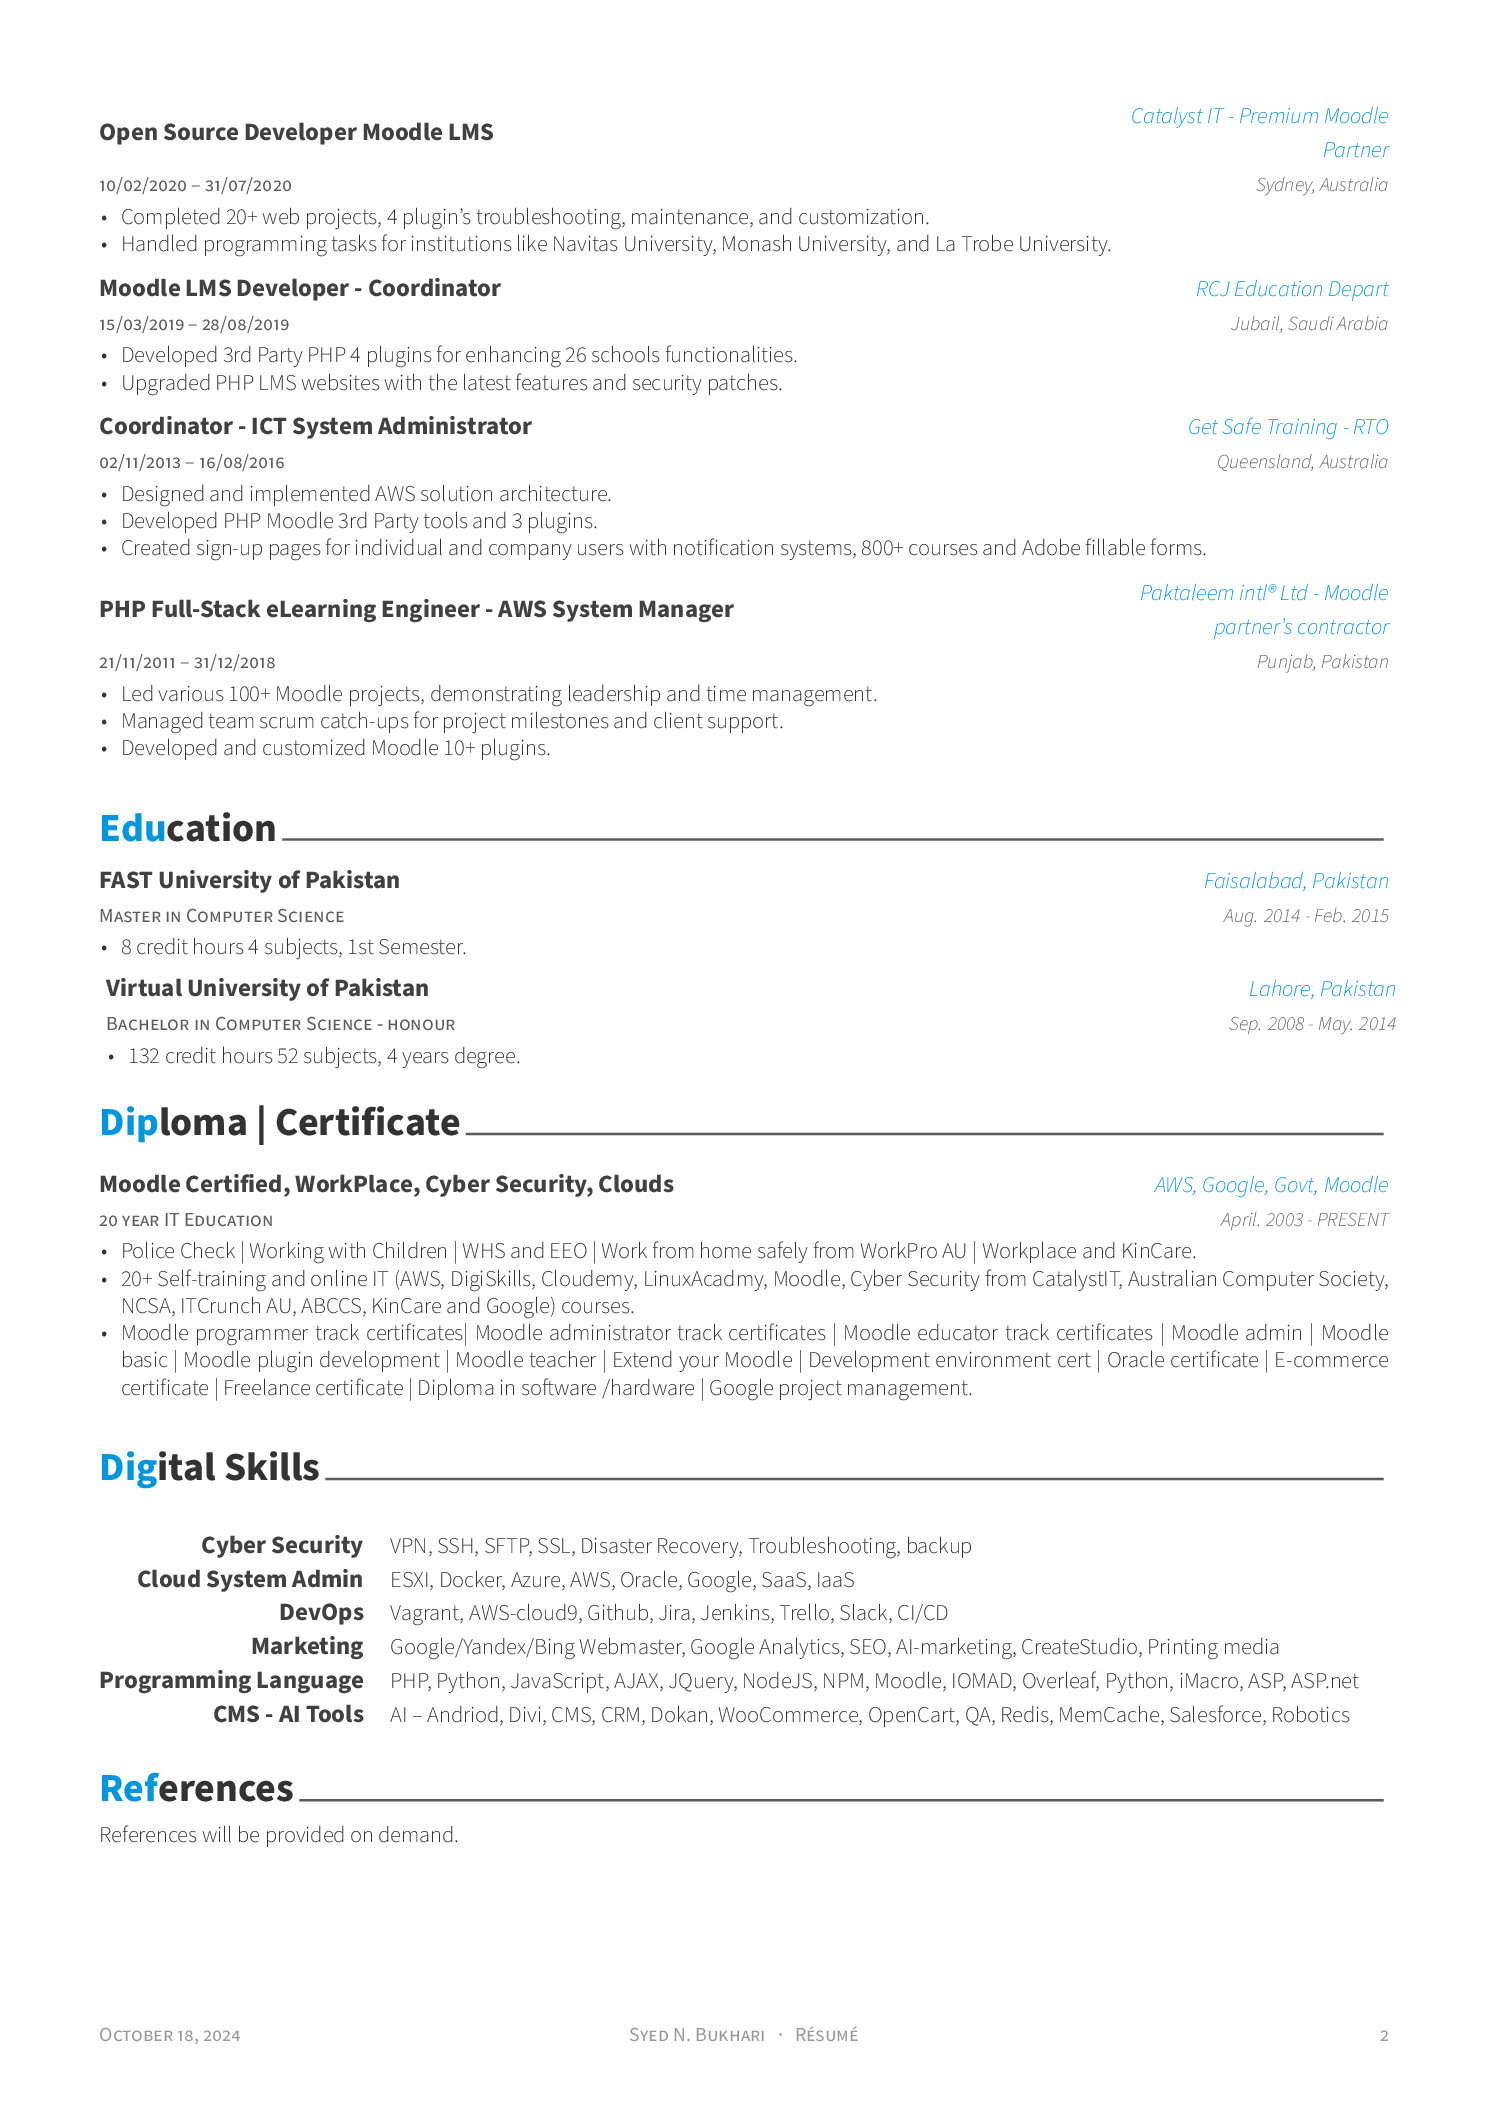 Open Source Developer Moodle LMS
Catalyst IT - Premium Moodle
Partner
10/02/2020 – 31/07/2020
Sydney, Australia
• Completed 20+ web projects, 4 plugin’s troubleshooting, maintenance, and customization.
• Handled programming tasks for institutions like Navitas University, Monash University, and La Trobe University.
Moodle LMS Developer - Coordinator
RCJ Education Depart
15/03/2019 – 28/08/2019
Jubail, Saudi Arabia
• Developed 3rd Party PHP 4 plugins for enhancing 26 schools functionalities.
• Upgraded PHP LMS websites with the latest features and security patches.
Coordinator - ICT System Administrator
Get Safe Training - RTO
02/11/2013 – 16/08/2016
Queensland, Australia
• Designed and implemented AWS solution architecture.
• Developed PHP Moodle 3rd Party tools and 3 plugins.
• Created sign-up pages for individual and company users with notification systems, 800+ courses and Adobe fillable forms.
PHP Full-Stack eLearning Engineer - AWS System Manager
Paktaleem intl® Ltd - Moodle
partner’s contractor
21/11/2011 – 31/12/2018
Punjab, Pakistan
• Led various 100+ Moodle projects, demonstrating leadership and time management.
• Managed team scrum catch-ups for project milestones and client support.
• Developed and customized Moodle 10+ plugins.
Education
FAST University of Pakistan
Faisalabad, Pakistan
Master in Computer Science
Aug. 2014 - Feb. 2015
• 8 credit hours 4 subjects, 1st Semester.
Virtual University of Pakistan
Lahore, Pakistan
Bachelor in Computer Science - honour
Sep. 2008 - May. 2014
• 132 credit hours 52 subjects, 4 years degree.
Diploma | Certificate
Moodle Certified, WorkPlace, Cyber Security, Clouds
AWS, Google, Govt, Moodle
20 year IT Education
April. 2003 - PRESENT
• Police Check | Working with Children | WHS and EEO | Work from home safely from WorkPro AU | Workplace and KinCare.
• 20+ Self-training and online IT (AWS, DigiSkills, Cloudemy, LinuxAcadmy, Moodle, Cyber Security from CatalystIT, Australian Computer Society,
NCSA, ITCrunch AU, ABCCS, KinCare and Google) courses.
• Moodle programmer track certificates| Moodle administrator track certificates | Moodle educator track certificates | Moodle admin | Moodle
basic | Moodle plugin development | Moodle teacher | Extend your Moodle | Development environment cert | Oracle certificate | E-commerce
certificate | Freelance certificate | Diploma in software /hardware | Google project management.
Digital Skills
Cyber Security VPN, SSH, SFTP, SSL, Disaster Recovery, Troubleshooting, backup
Cloud System Admin ESXI, Docker, Azure, AWS, Oracle, Google, SaaS, IaaS
DevOps Vagrant, AWS-cloud9, Github, Jira, Jenkins, Trello, Slack, CI/CD
Marketing Google/Yandex/Bing Webmaster, Google Analytics, SEO, AI-marketing, CreateStudio, Printing media
Programming Language PHP, Python, JavaScript, AJAX, JQuery, NodeJS, NPM, Moodle, IOMAD, Overleaf, Python, iMacro, ASP, ASP.net
CMS - AI Tools AI – Andriod, Divi, CMS, CRM, Dokan, WooCommerce, OpenCart, QA, Redis, MemCache, Salesforce, Robotics
References
References will be provided on demand.
October 18, 2024 Syed N. Bukhari · Résumé 2